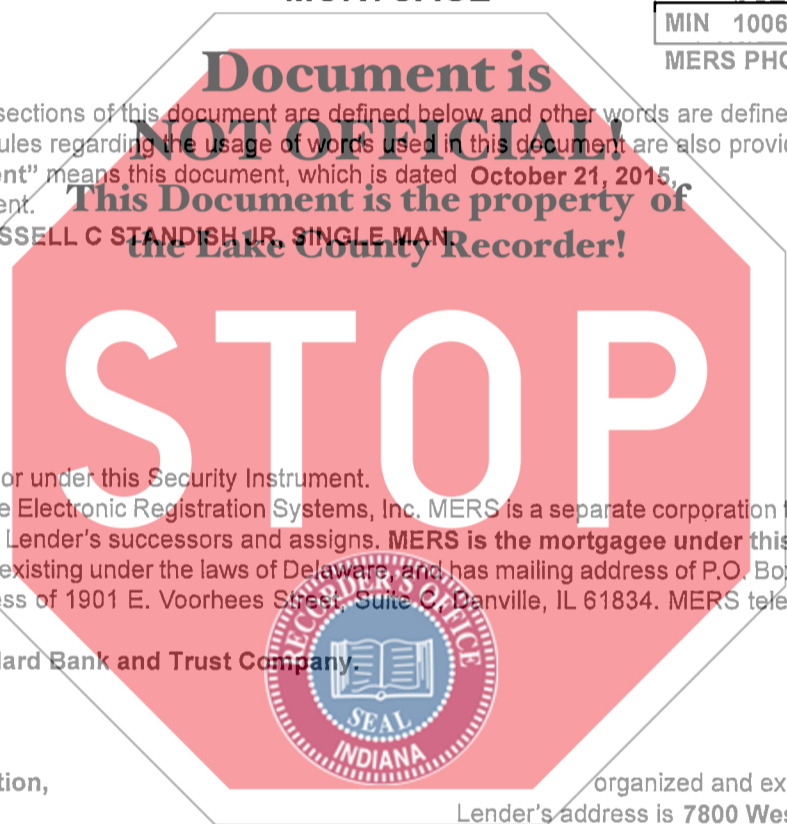 MORTGAGE
MIN 1006
MERS PHO
Document is
sections of this document are defined below and other words are define
NOT OFFICIAL!
ules regarding the usage of words used in this document are also provid
ent” means this document, which is dated October 21, 2015,
ent.
This Document is the property of
SSELL C STANDISH JR, SINGLE MAN.
the Lake County Recorder!
STOP
or under this Security Instrument.
e Electronic Registration Systems, Inc. MERS is a separate corporation t
Lender’s successors and assigns. MERS is the mortgagee under this
existing under the laws of Delaware, and has mailing address of P.O. Box
ess of 1901 E. Voorhees Street, Suite C, Danville, IL 61834. MERS tele
lard Bank and Trust Company.
RECORDER'S OFFICE
SEAL
INDIANA
tion,
organized and ex
Lender’s address is 7800 Wes